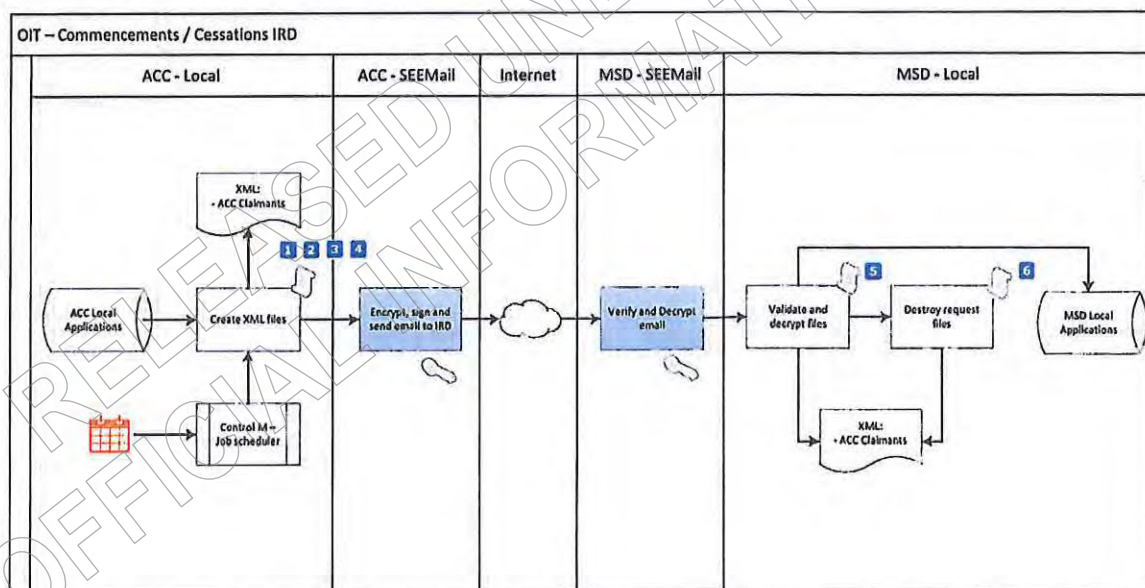 OIT – Commencements / Cessations IRD
ACC - Local
ACC - SEEMail
Internet
MSD - SEEMail
MSD - Local
XML:
- ACC Claimants
1 2 3 4
ACC Local
Applications
Create XML files
Encrypt, sign and
send email to IRD
Verify and Decrypt
email
5
Validate and
decrypt files
6
Destroy request
files
MSD Local
Applications
Control M –
Job scheduler
XML:
- ACC Claimants
RELEASED UN
OFFICIAL INFORMAT